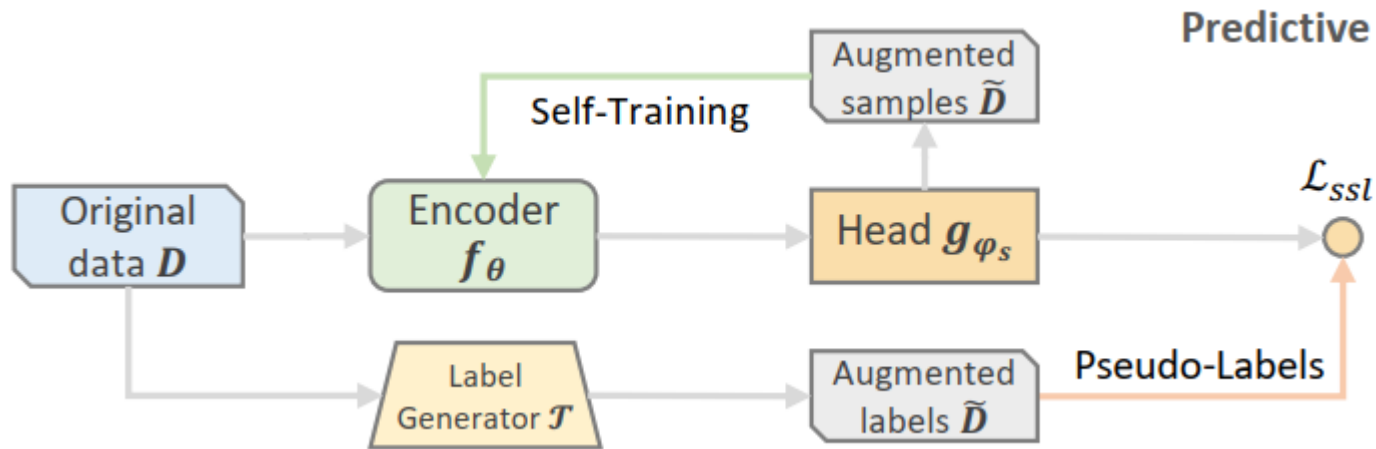 Predictive
Augmented
samples D̃
Self-Training
ℒssl
Original
data D
Encoder
fθ
Head gφs
Label
Generator 𝒯
Augmented
labels D̃
Pseudo-Labels